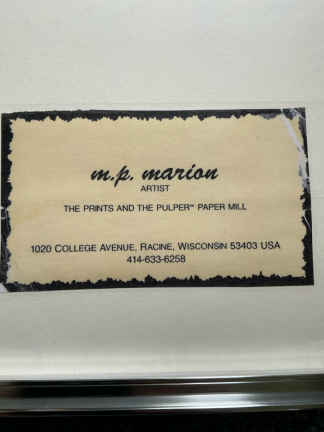 m.p. marion
ARTIST
THE PRINTS AND THE PULPER™ PAPER MILL
1020 COLLEGE AVENUE, RACINE, WISCONSIN 53403 USA
414-633-6258